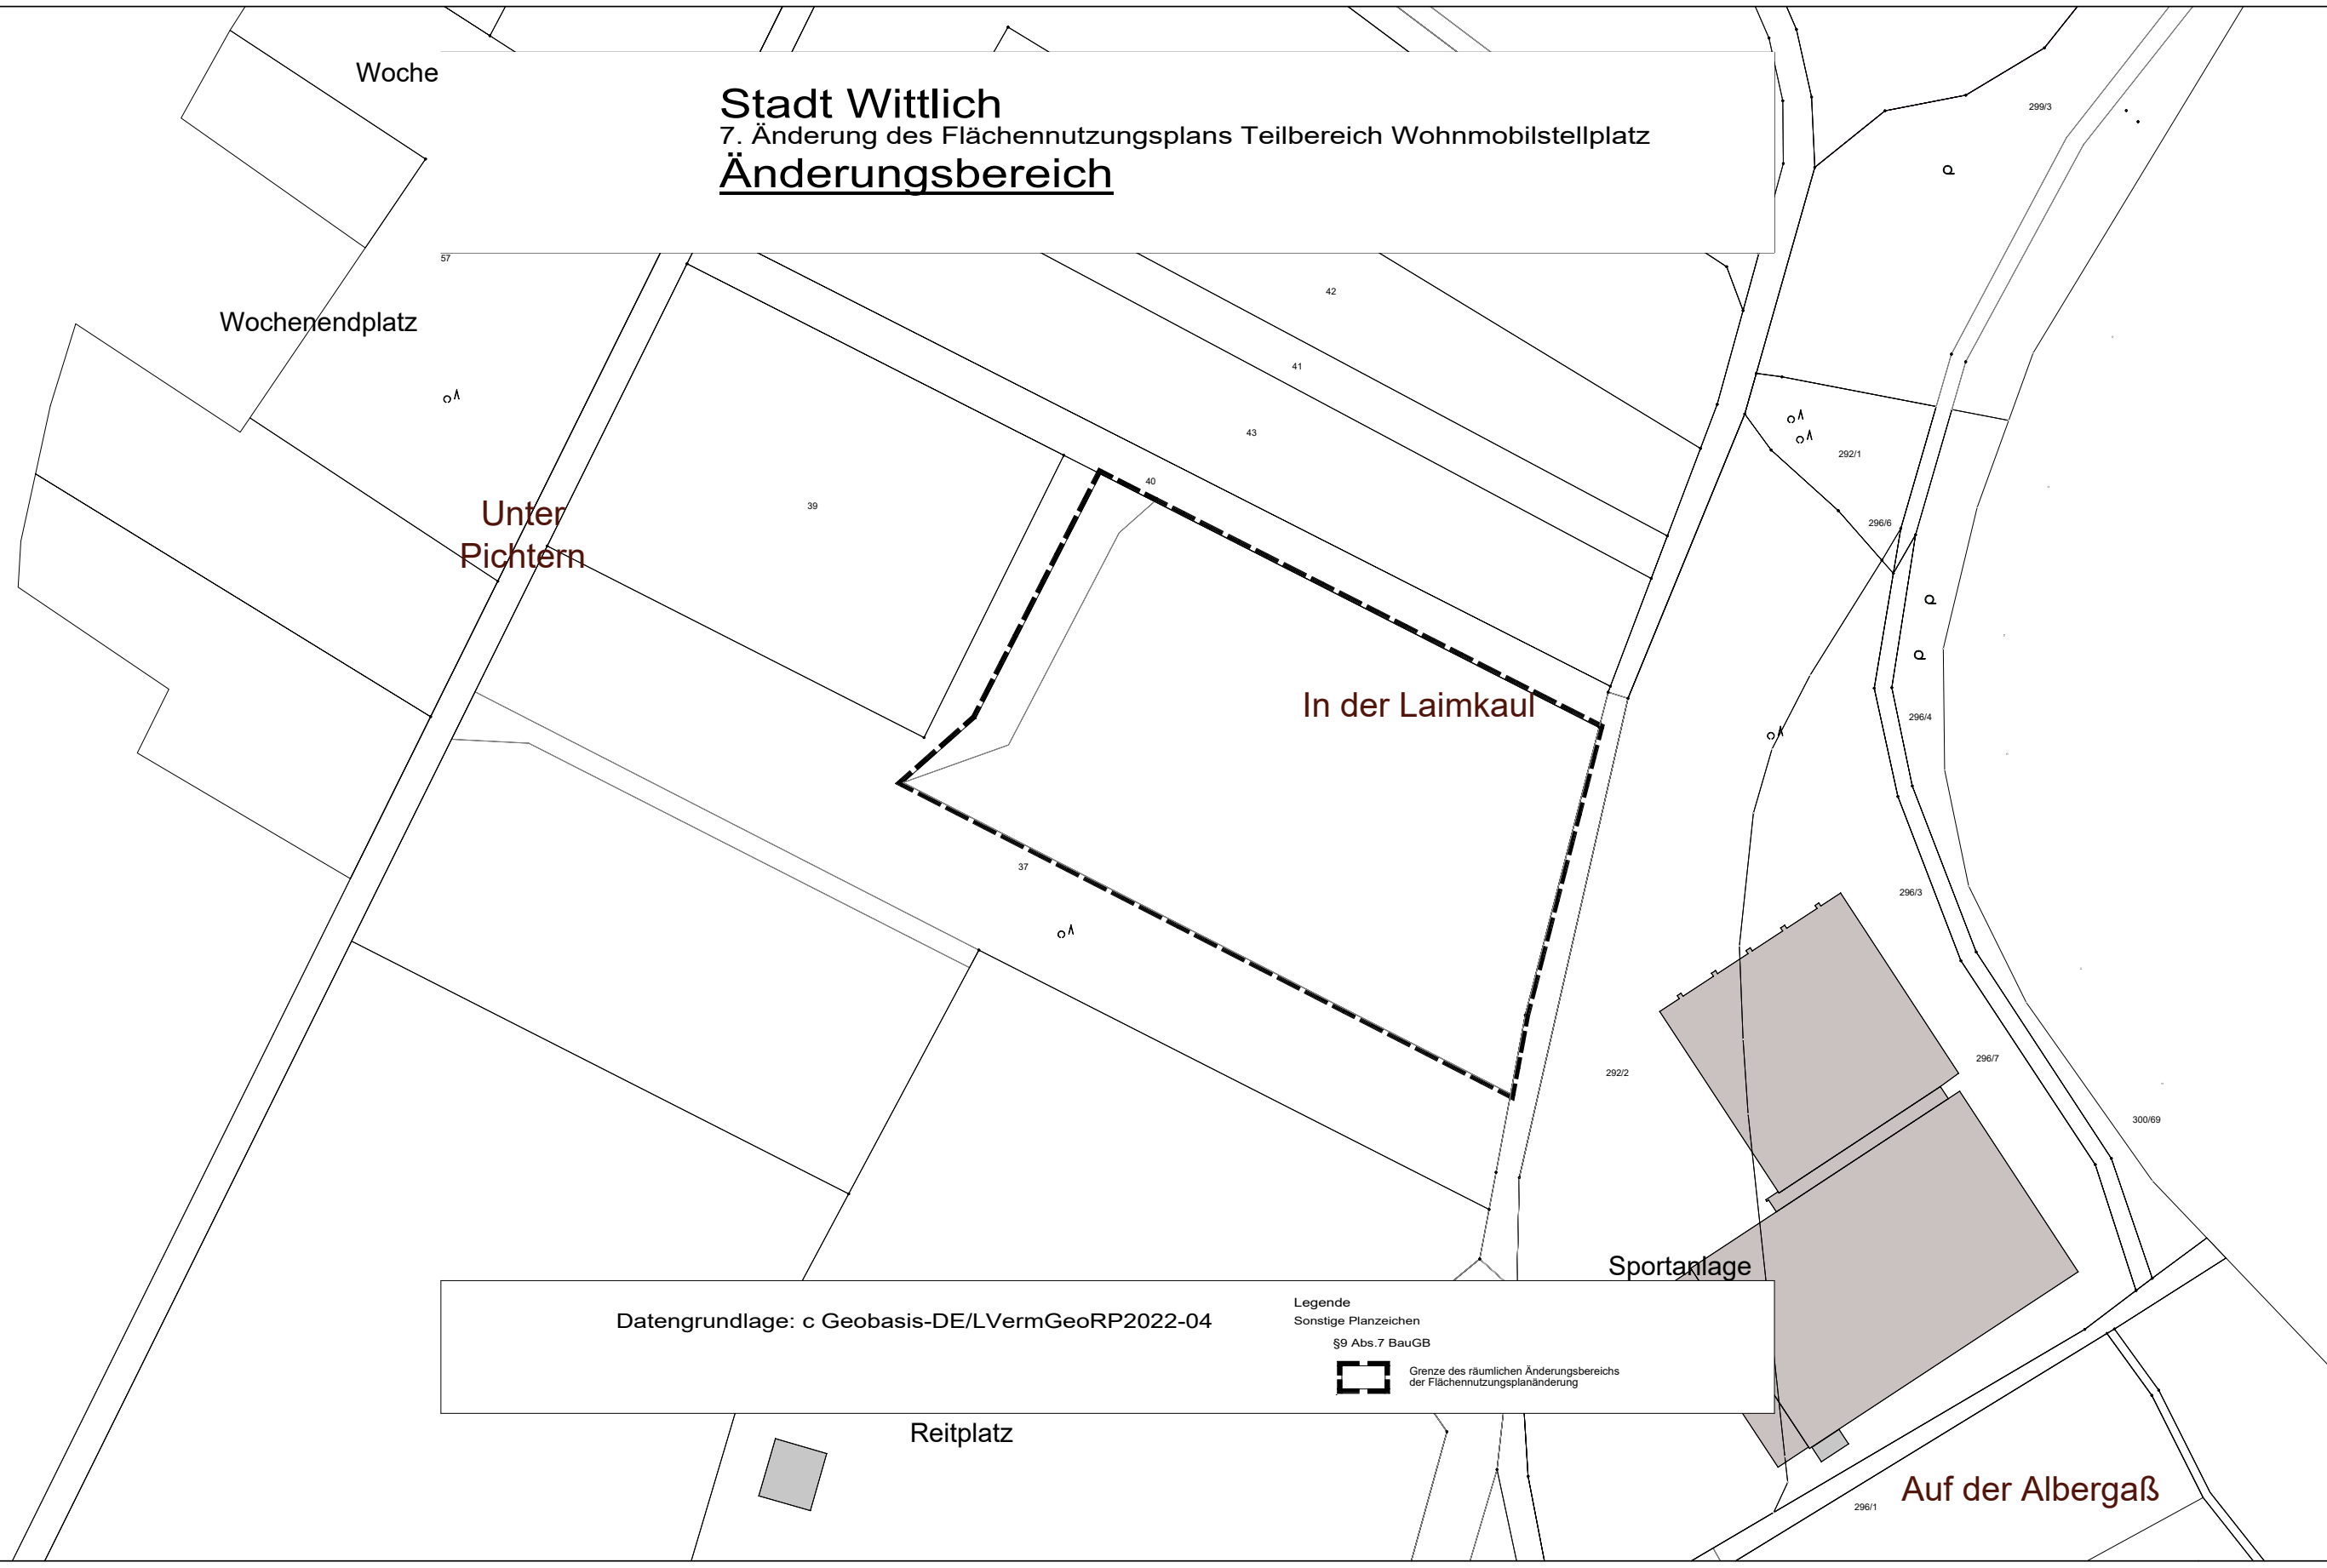 Woche
Stadt Wittlich
7. Änderung des Flächennutzungsplans Teilbereich Wohnmobilstellplatz
Änderungsbereich
299/3
57
42
Wochenendplatz
41
43
292/1
40
39
Unter
Pichtern
296/6
In der Laimkaul
296/4
37
296/3
296/7
292/2
300/69
Sportanlage
Datengrundlage: c Geobasis-DE/LVermGeoRP2022-04
Legende
Sonstige Planzeichen
§9 Abs.7 BauGB
Grenze des räumlichen Änderungsbereichs
der Flächennutzungsplanänderung
Reitplatz
Auf der Albergaß
296/1